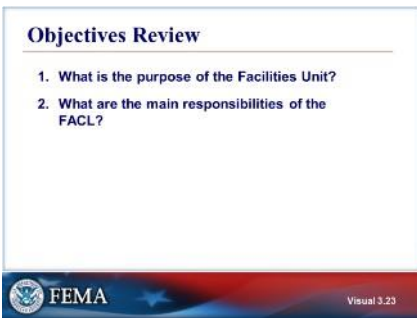 Objectives Review
1. What is the purpose of the Facilities Unit?
2. What are the main responsibilities of the
FACL?
FEMA
Visual 3.23